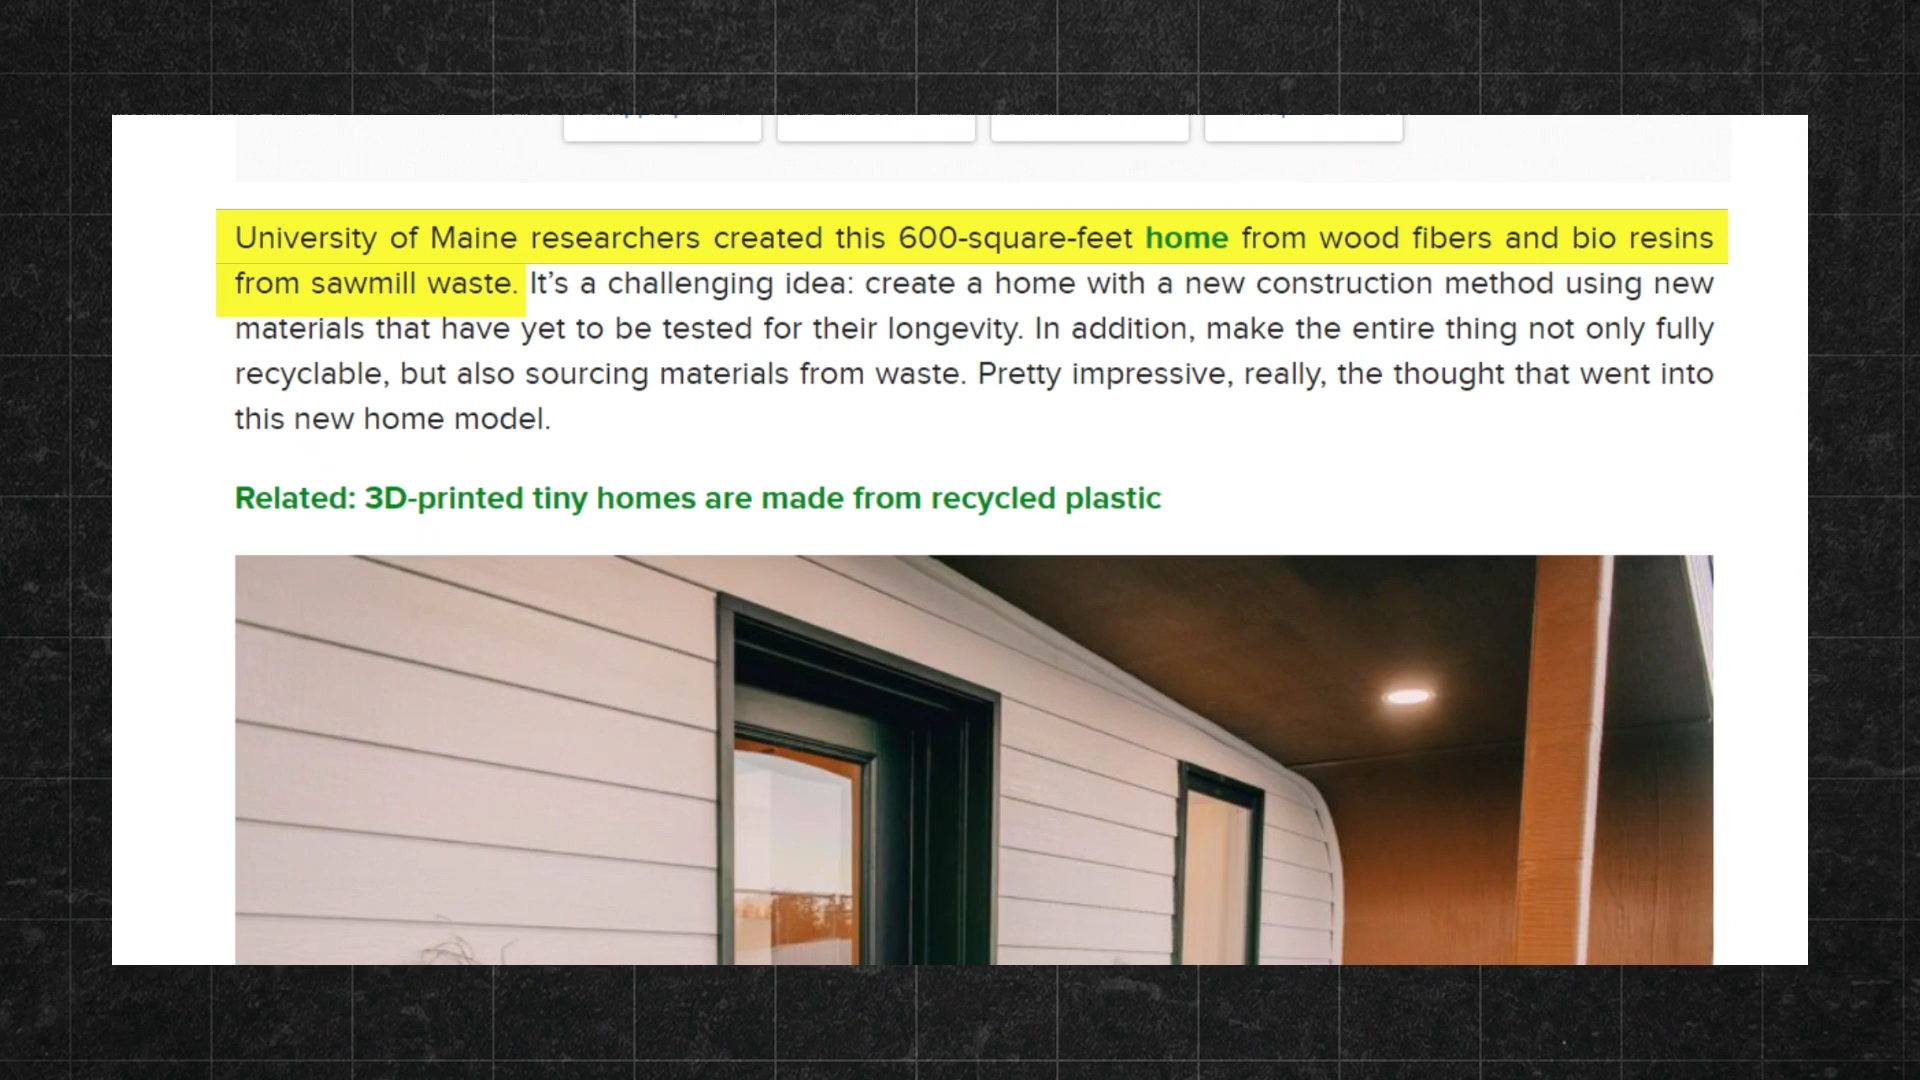 University of Maine researchers created this 600-square-feet home from wood fibers and bio resins
from sawmill waste. It’s a challenging idea: create a home with a new construction method using new
materials that have yet to be tested for their longevity. In addition, make the entire thing not only fully
recyclable, but also sourcing materials from waste. Pretty impressive, really, the thought that went into
this new home model.
Related: 3D-printed tiny homes are made from recycled plastic